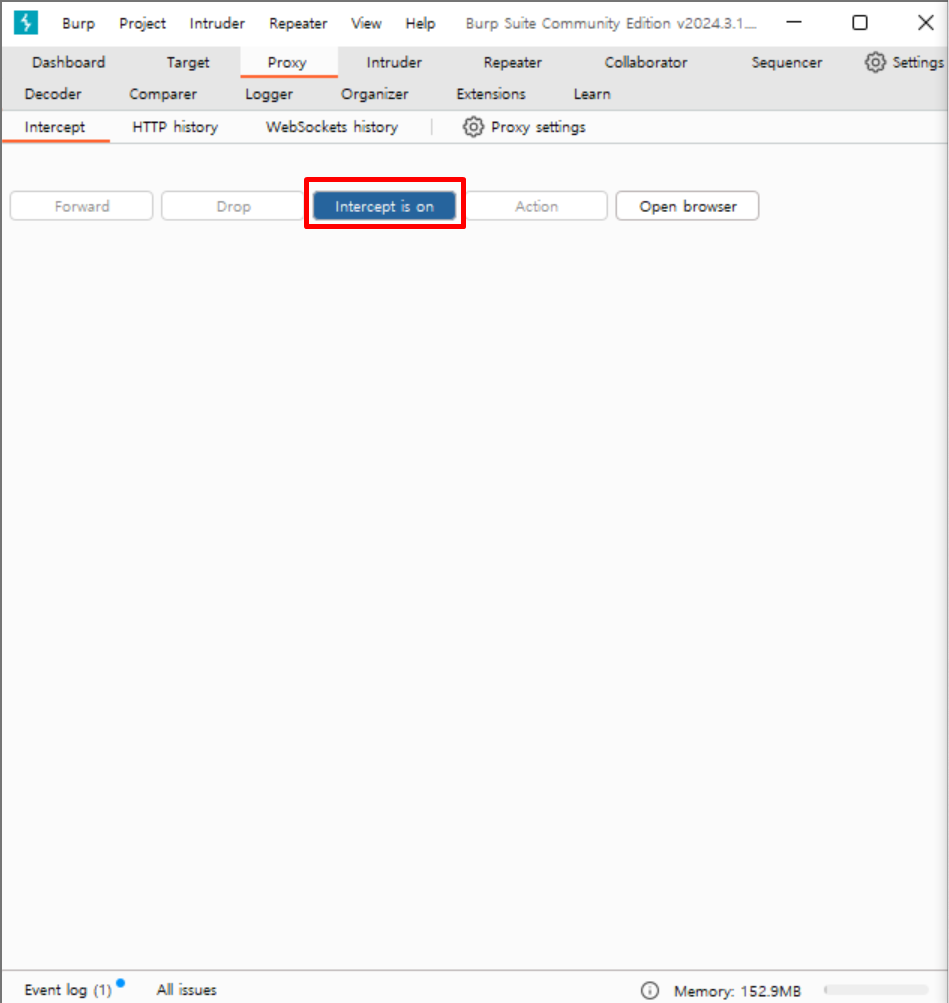 Burp Project Intruder Repeater View Help Burp Suite Community Edition v2024.3.1....
Dashboard Target Proxy Intruder Repeater Collaborator Sequencer Settings
Decoder Comparer Logger Organizer Extensions Learn
Intercept HTTP history WebSockets history Proxy settings
Forward Drop Intercept is on Action Open browser
Event log (1) All issues Memory: 152.9MB